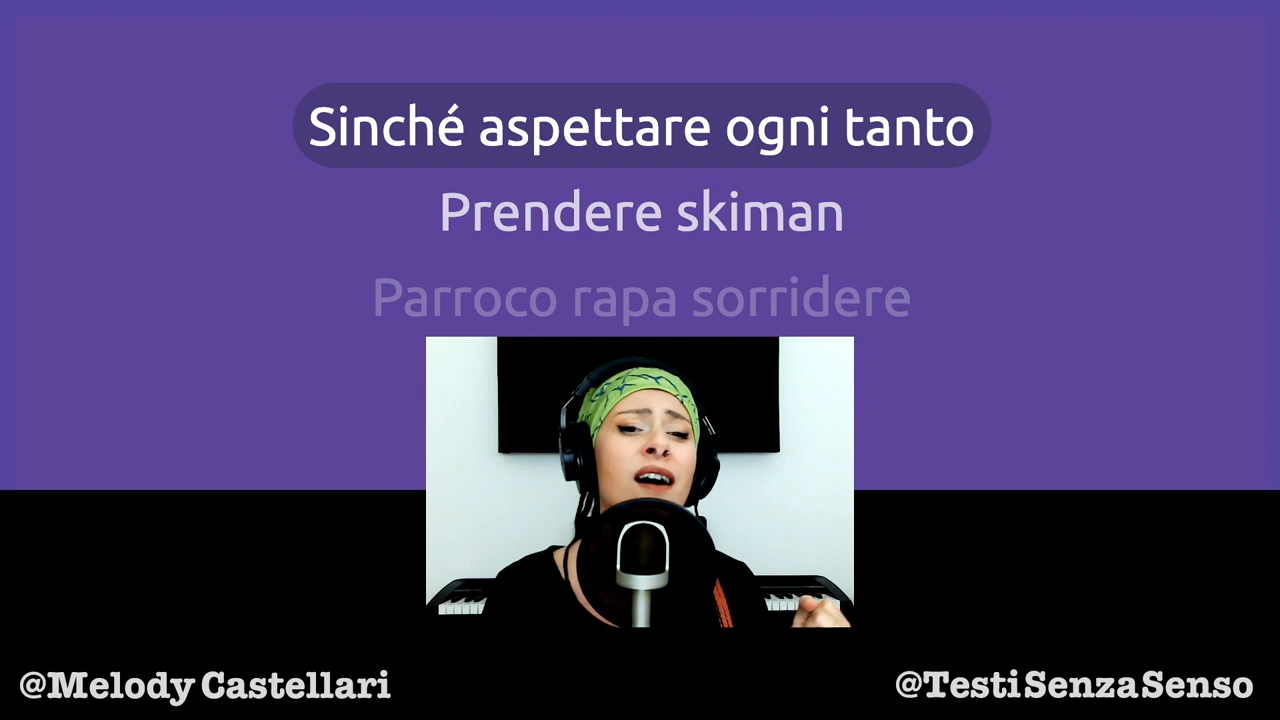 Sinché aspettare ogni tanto
Prendere skiman
Parroco rapa sorridere
@Melody Castellari
@TestiSenzaSenso